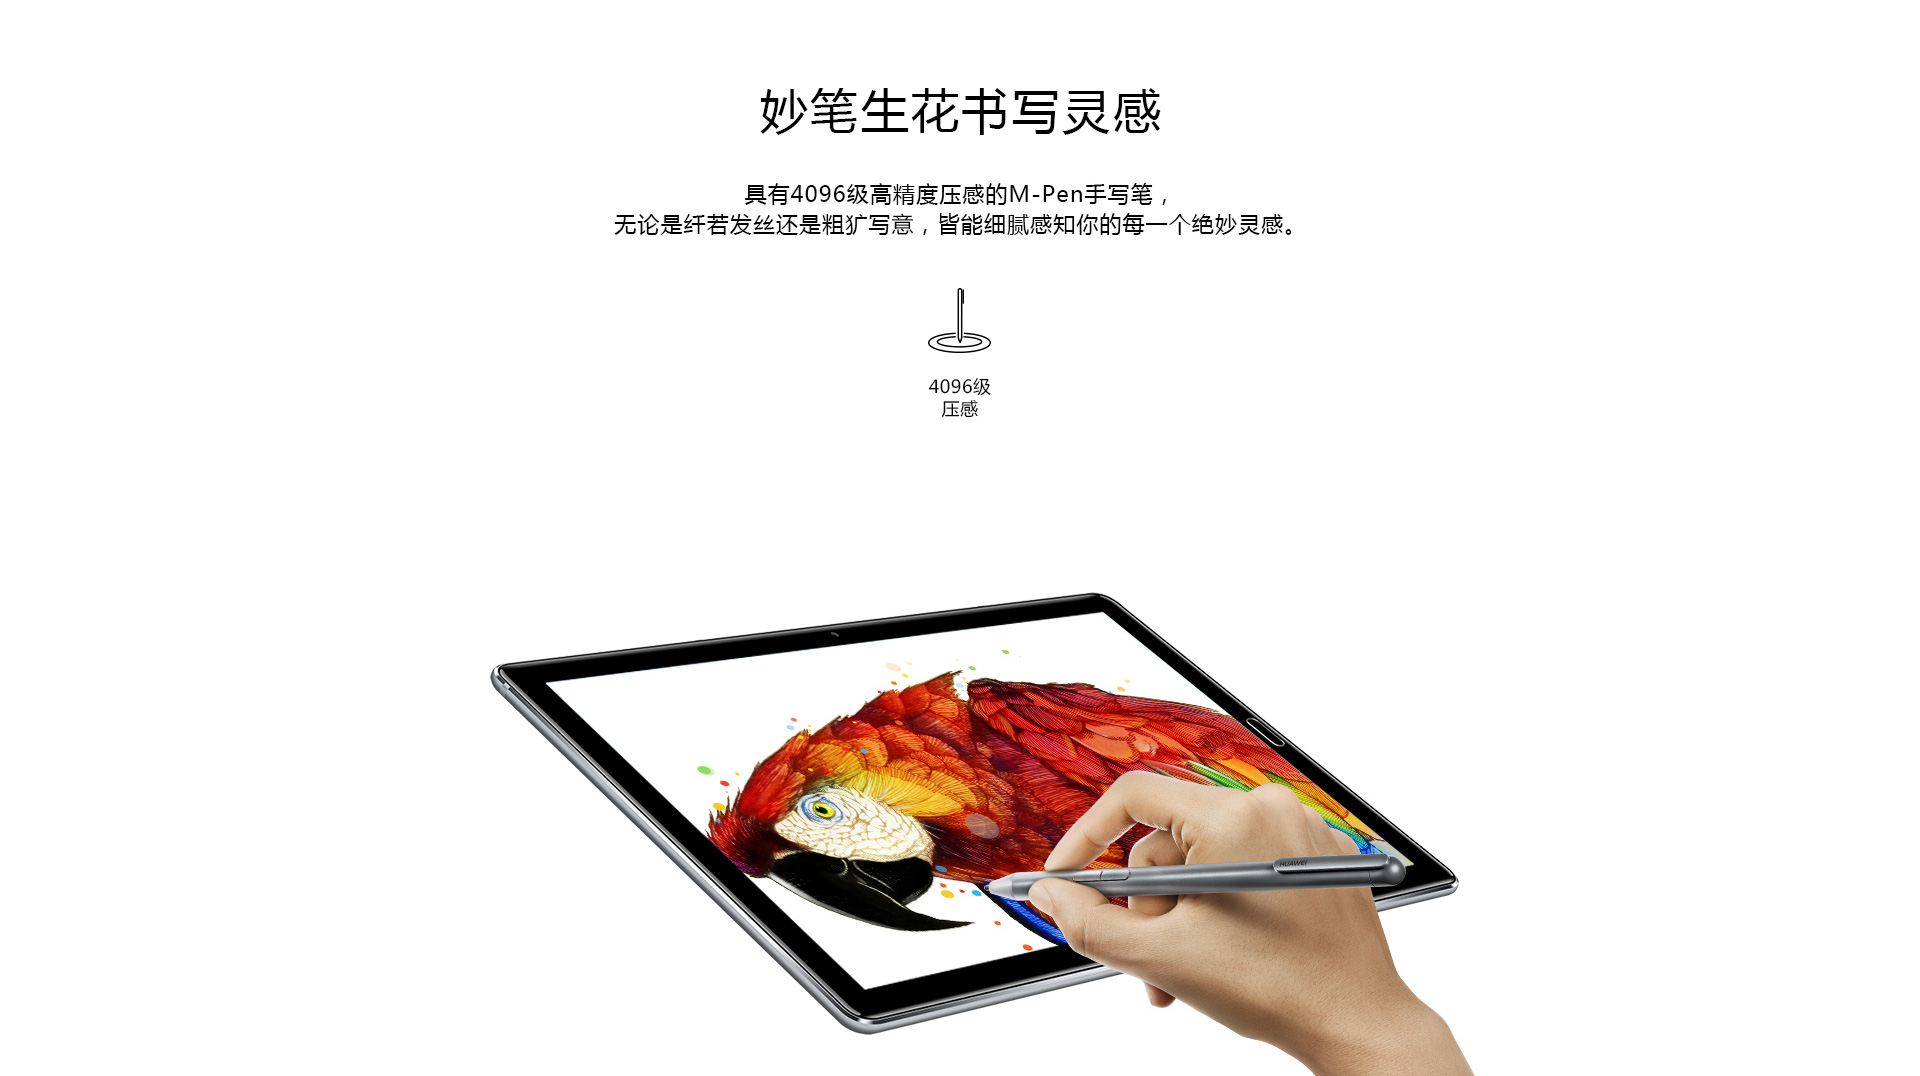 妙笔生花书写灵感
具有4096级高精度压感的M-Pen手写笔，
无论是纤若发丝还是粗犷写意，皆能细腻感知你的每一个绝妙灵感。
4096级
压感
HUAWEI